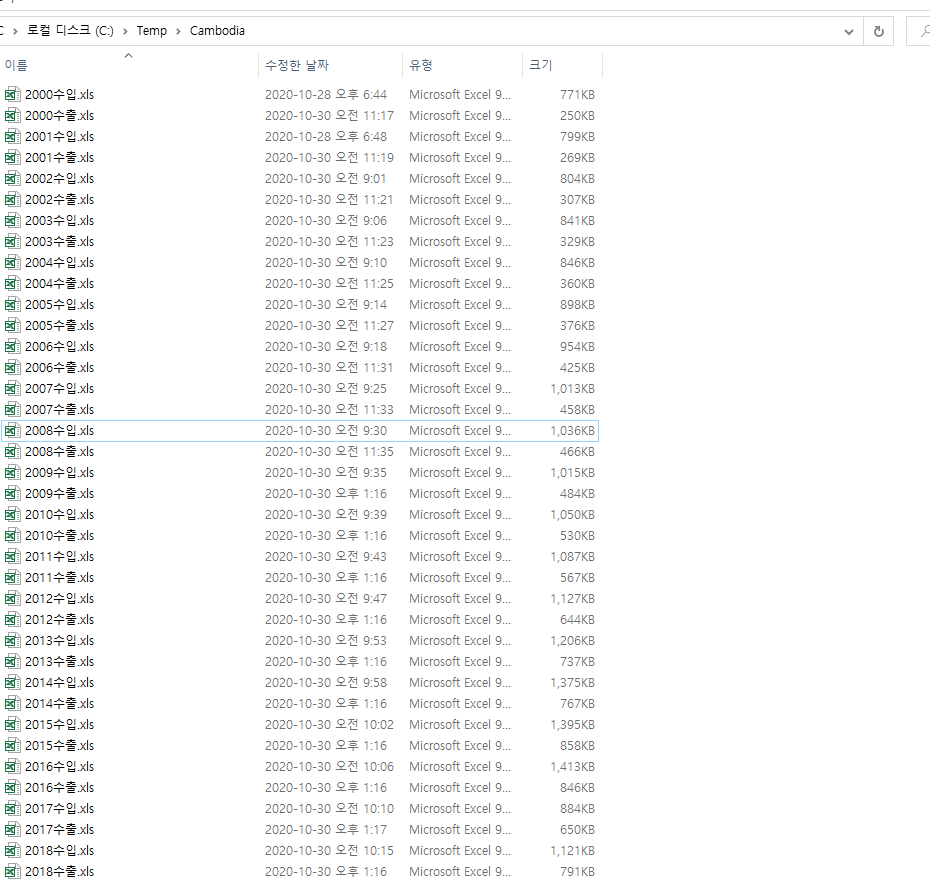 로컬 디스크 (C:) > Temp > Cambodia
이름 수정한 날짜 유형 크기
2000수입.xls 2020-10-28 오후 6:44 Microsoft Excel 9... 771KB
2000수출.xls 2020-10-30 오전 11:17 Microsoft Excel 9... 250KB
2001수입.xls 2020-10-28 오후 6:48 Microsoft Excel 9... 799KB
2001수출.xls 2020-10-30 오전 11:19 Microsoft Excel 9... 269KB
2002수입.xls 2020-10-30 오전 9:01 Microsoft Excel 9... 804KB
2002수출.xls 2020-10-30 오전 11:21 Microsoft Excel 9... 307KB
2003수입.xls 2020-10-30 오전 9:06 Microsoft Excel 9... 841KB
2003수출.xls 2020-10-30 오전 11:23 Microsoft Excel 9... 329KB
2004수입.xls 2020-10-30 오전 9:10 Microsoft Excel 9... 846KB
2004수출.xls 2020-10-30 오전 11:25 Microsoft Excel 9... 360KB
2005수입.xls 2020-10-30 오전 9:14 Microsoft Excel 9... 898KB
2005수출.xls 2020-10-30 오전 11:27 Microsoft Excel 9... 376KB
2006수입.xls 2020-10-30 오전 9:18 Microsoft Excel 9... 954KB
2006수출.xls 2020-10-30 오전 11:31 Microsoft Excel 9... 425KB
2007수입.xls 2020-10-30 오전 9:25 Microsoft Excel 9... 1,013KB
2007수출.xls 2020-10-30 오전 11:33 Microsoft Excel 9... 458KB
2008수입.xls 2020-10-30 오전 9:30 Microsoft Excel 9... 1,036KB
2008수출.xls 2020-10-30 오전 11:35 Microsoft Excel 9... 466KB
2009수입.xls 2020-10-30 오전 9:35 Microsoft Excel 9... 1,015KB
2009수출.xls 2020-10-30 오후 1:16 Microsoft Excel 9... 484KB
2010수입.xls 2020-10-30 오전 9:39 Microsoft Excel 9... 1,050KB
2010수출.xls 2020-10-30 오후 1:16 Microsoft Excel 9... 530KB
2011수입.xls 2020-10-30 오전 9:43 Microsoft Excel 9... 1,087KB
2011수출.xls 2020-10-30 오후 1:16 Microsoft Excel 9... 567KB
2012수입.xls 2020-10-30 오전 9:47 Microsoft Excel 9... 1,127KB
2012수출.xls 2020-10-30 오후 1:16 Microsoft Excel 9... 644KB
2013수입.xls 2020-10-30 오전 9:53 Microsoft Excel 9... 1,206KB
2013수출.xls 2020-10-30 오후 1:16 Microsoft Excel 9... 737KB
2014수입.xls 2020-10-30 오전 9:58 Microsoft Excel 9... 1,375KB
2014수출.xls 2020-10-30 오후 1:16 Microsoft Excel 9... 767KB
2015수입.xls 2020-10-30 오전 10:02 Microsoft Excel 9... 1,395KB
2015수출.xls 2020-10-30 오후 1:16 Microsoft Excel 9... 858KB
2016수입.xls 2020-10-30 오전 10:06 Microsoft Excel 9... 1,413KB
2016수출.xls 2020-10-30 오후 1:16 Microsoft Excel 9... 846KB
2017수입.xls 2020-10-30 오전 10:10 Microsoft Excel 9... 884KB
2017수출.xls 2020-10-30 오후 1:17 Microsoft Excel 9... 650KB
2018수입.xls 2020-10-30 오전 10:15 Microsoft Excel 9... 1,121KB
2018수출.xls 2020-10-30 오후 1:16 Microsoft Excel 9... 791KB